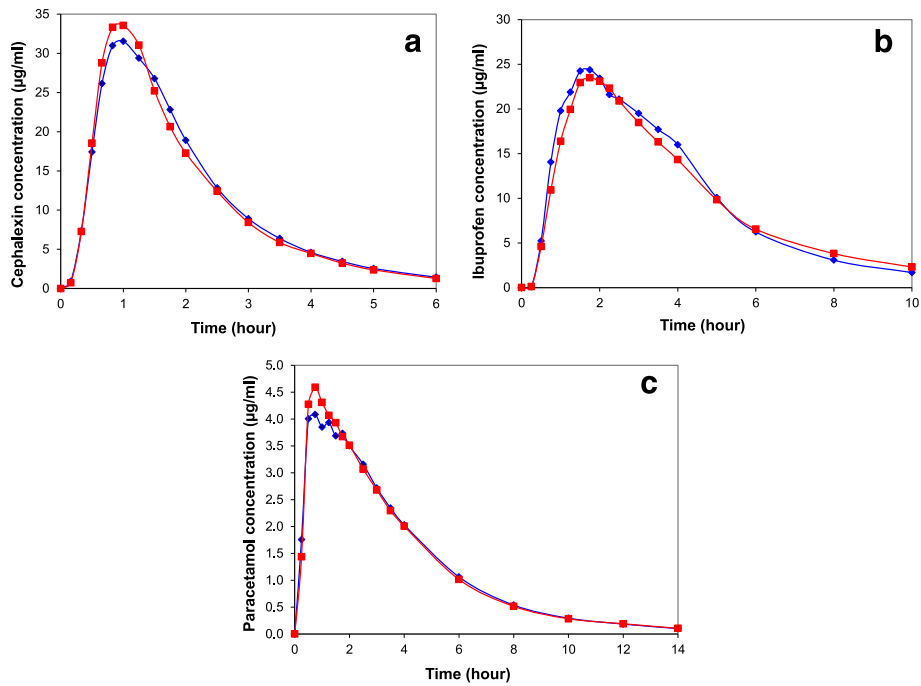 a
Cephalexin concentration (µg/ml)
35
30
25
20
15
10
5
0
0 1 2 3 4 5 6
Time (hour)
b
Ibuprofen concentration (µg/ml)
30
25
20
15
10
5
0
0 2 4 6 8 10
Time (hour)
c
Paracetamol concentration (µg/ml)
5.0
4.5
4.0
3.5
3.0
2.5
2.0
1.5
1.0
0.5
0.0
0 2 4 6 8 10 12 14
Time (hour)